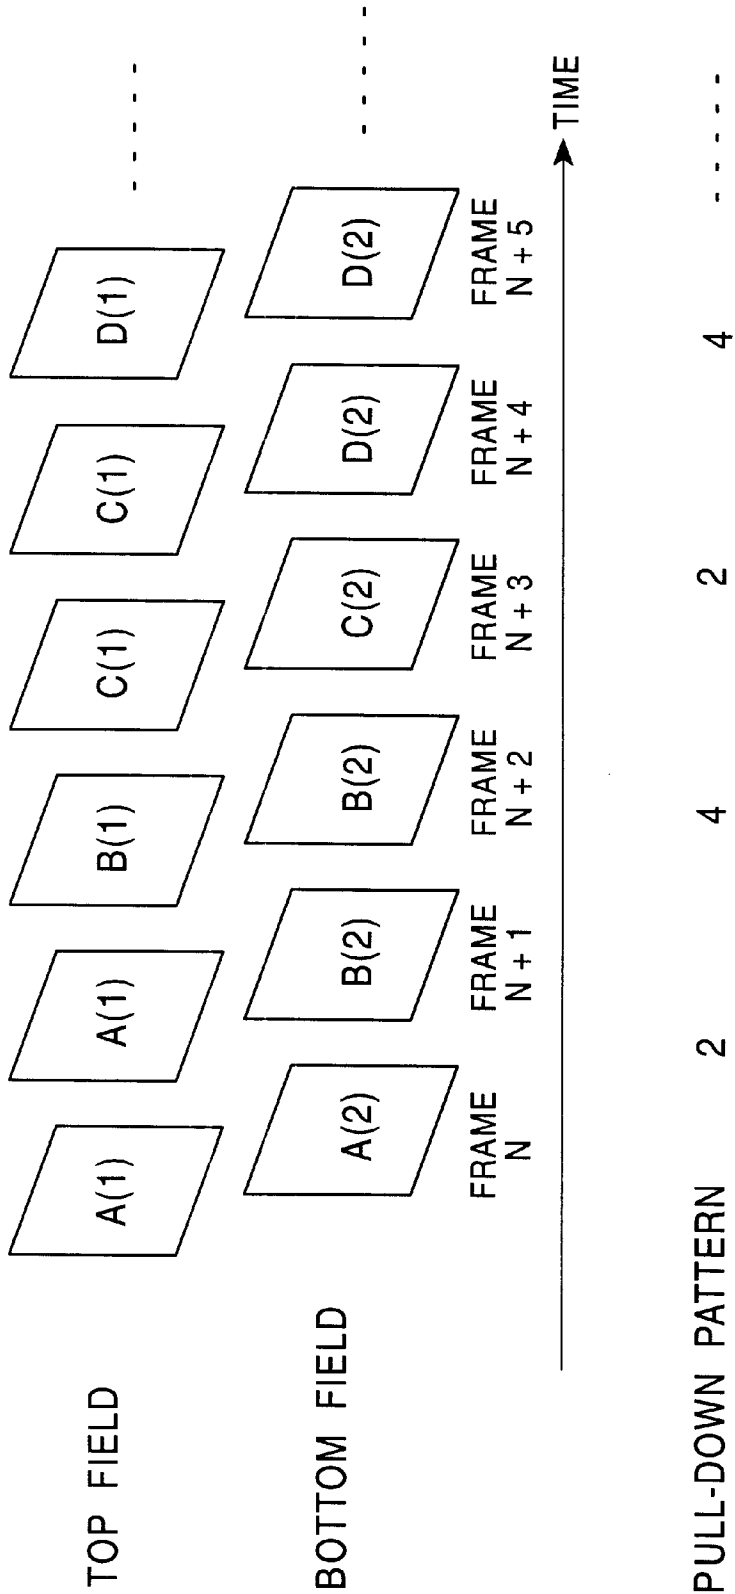 TOP FIELD
A(1) A(1) B(1) C(1) C(1) D(1)
BOTTOM FIELD
A(2) B(2) B(2) C(2) D(2) D(2)
FRAME N
FRAME N + 1
FRAME N + 2
FRAME N + 3
FRAME N + 4
FRAME N + 5
TIME
PULL-DOWN PATTERN 2 4 2 4